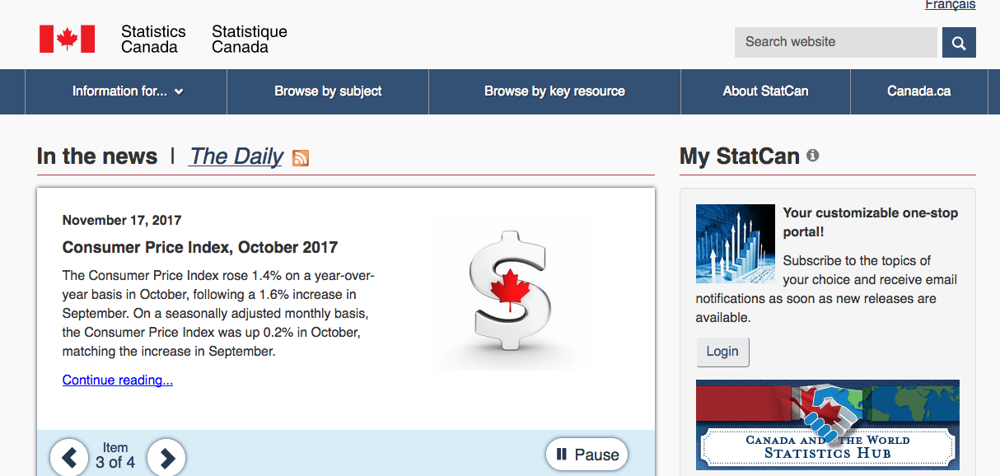 Français
Statistics Canada
Statistique Canada
Search website
Information for...
Browse by subject
Browse by key resource
About StatCan
Canada.ca
In the news | The Daily
My StatCan
November 17, 2017
Consumer Price Index, October 2017
The Consumer Price Index rose 1.4% on a year-over-
year basis in October, following a 1.6% increase in
September. On a seasonally adjusted monthly basis,
the Consumer Price Index was up 0.2% in October,
matching the increase in September.
Continue reading...
Item
3 of 4
Pause
Your customizable one-stop
portal!
Subscribe to the topics of
your choice and receive email
notifications as soon as new releases are
available.
Login
CANADA AND THE WORLD
STATISTICS HUB